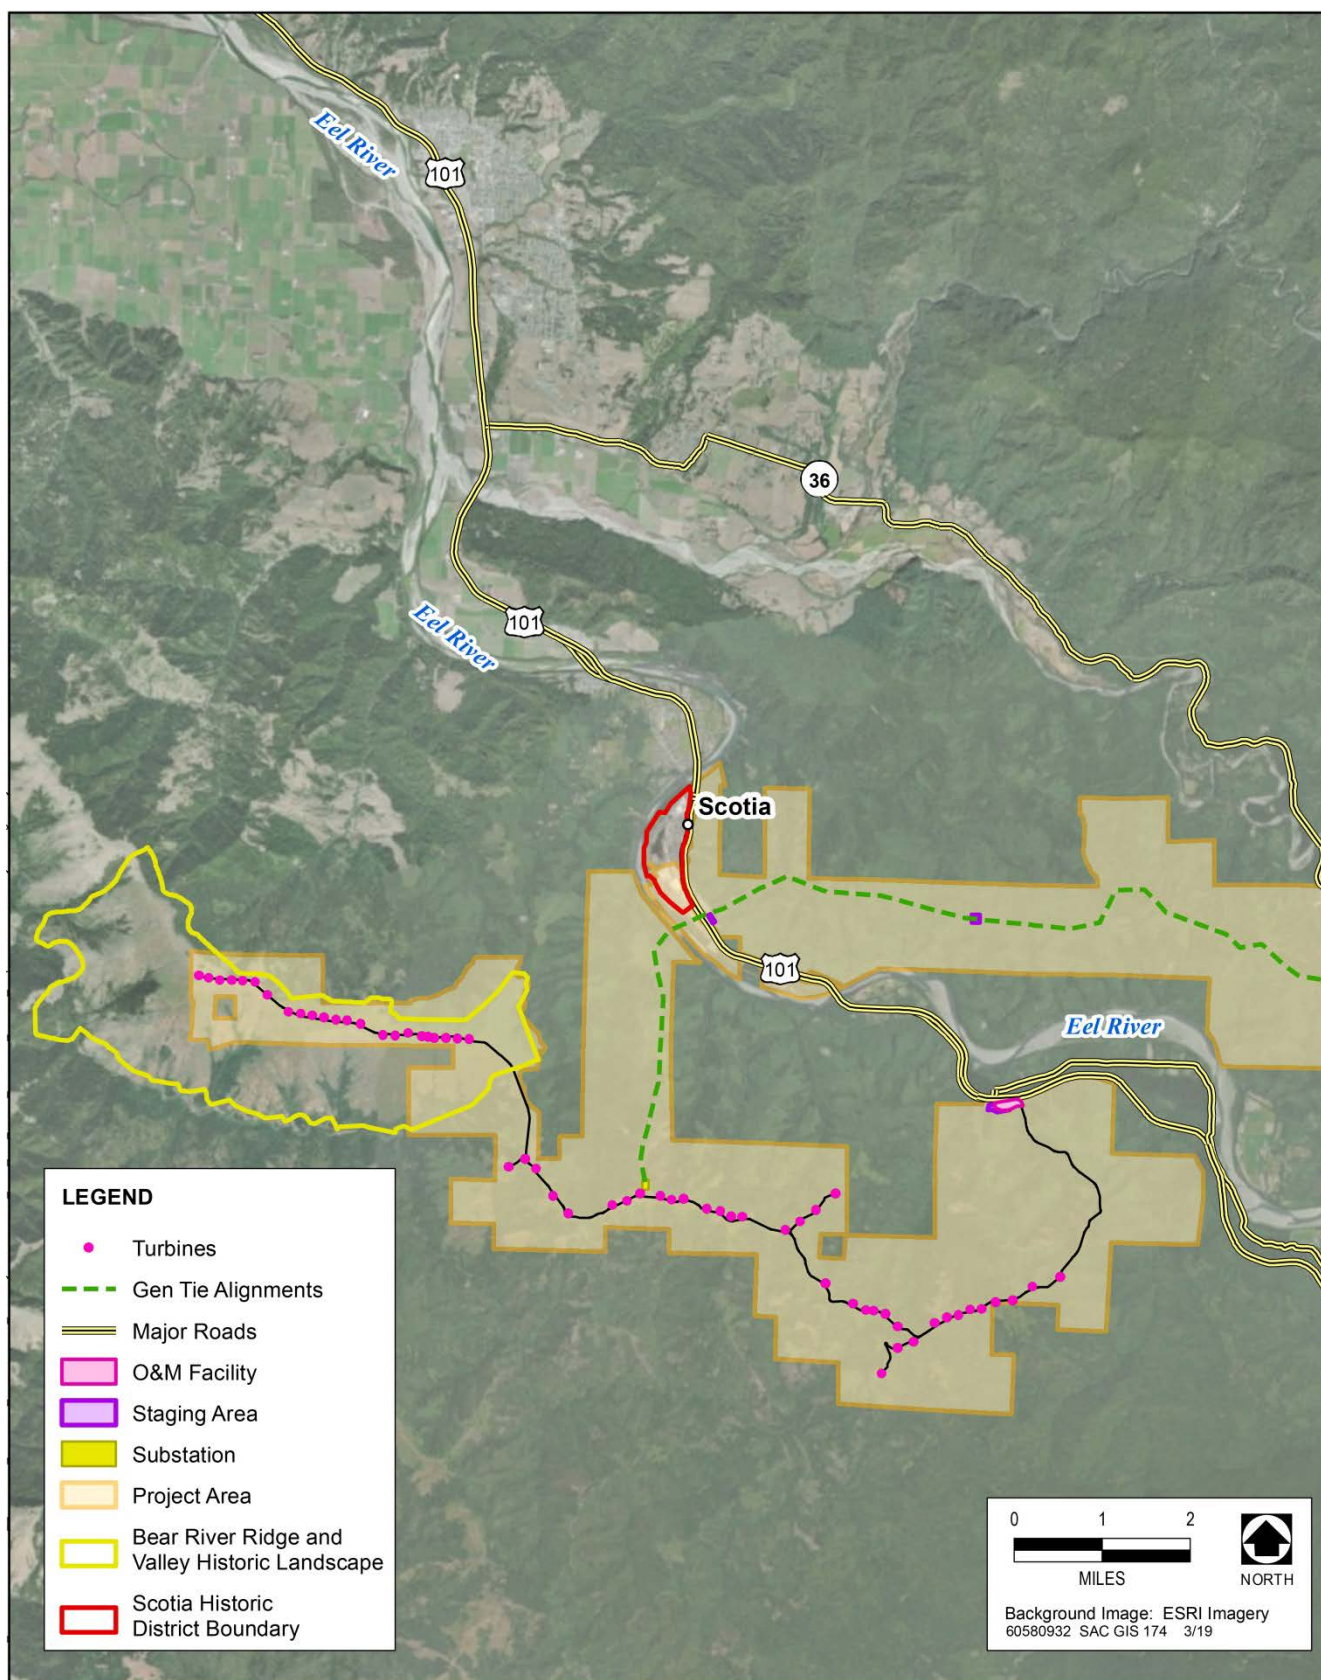 Eel River
101
36
Eel River
101
Scotia
101
Eel River
LEGEND
Turbines
Gen Tie Alignments
Major Roads
O&M Facility
Staging Area
Substation
Project Area
Bear River Ridge and
Valley Historic Landscape
Scotia Historic
District Boundary
0 1 2
MILES
NORTH
Background Image: ESRI Imagery
60580932 SAC GIS 174 3/19